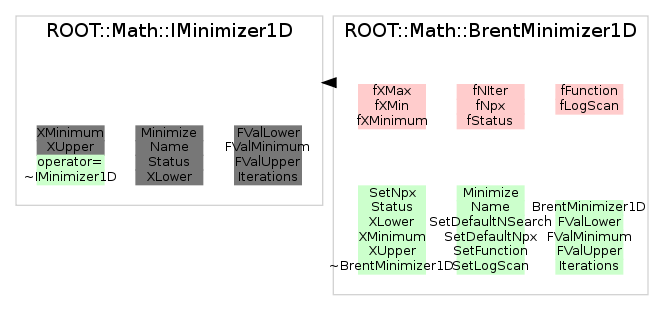 ROOT::Math::IMinimizer1D
XMinimum
XUpper
operator=
~IMinimizer1D
Minimize
Name
Status
XLower
FValLower
FValMinimum
FValUpper
Iterations
ROOT::Math::BrentMinimizer1D
fXMax
fXMin
fXMinimum
fNIter
fNpx
fStatus
fFunction
fLogScan
SetNpx
Status
XLower
XMinimum
XUpper
~BrentMinimizer1D
Minimize
Name
SetDefaultNSearch
SetDefaultNpx
SetFunction
SetLogScan
BrentMinimizer1D
FValLower
FValMinimum
FValUpper
Iterations